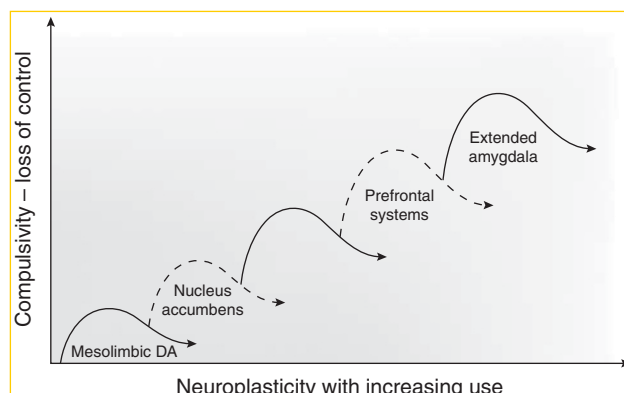 Compulsivity – loss of control
Extended
amygdala
Prefrontal
systems
Nucleus
accumbens
Mesolimbic DA
Neuroplasticity with increasing use